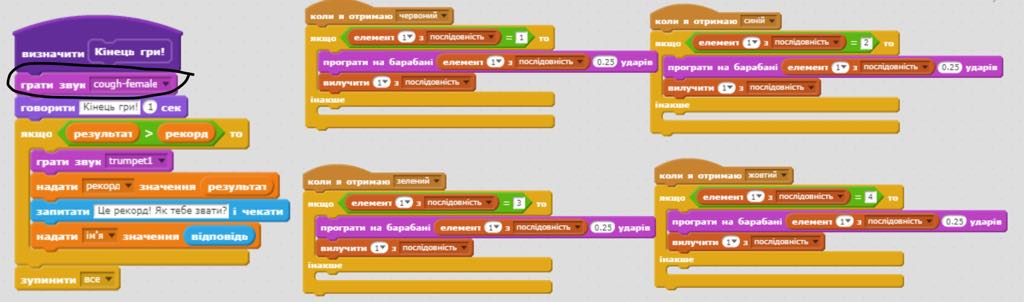 визначити Кінець гри!
грати звук cough-female
говорити Кінець гри! 1 сек
якщо результат > рекорд то
грати звук trumpet1
надати рекорд значення результат
запитати Це рекорд! Як тебе звати? і чекати
надати ім'я значення відповідь
зупинити все
коли я отримаю червоний
якщо елемент 1 з послідовність = 1 то
програти на барабані елемент 1 з послідовність 0.25 ударів
вилучити 1 з послідовність
інакше
коли я отримаю синій
якщо елемент 1 з послідовність = 2 то
програти на барабані елемент 1 з послідовність 0.25 ударів
вилучити 1 з послідовність
інакше
коли я отримаю зелений
якщо елемент 1 з послідовність = 3 то
програти на барабані елемент 1 з послідовність 0.25 ударів
вилучити 1 з послідовність
інакше
коли я отримаю жовтий
якщо елемент 1 з послідовність = 4 то
програти на барабані елемент 1 з послідовність 0.25 ударів
вилучити 1 з послідовність
інакше